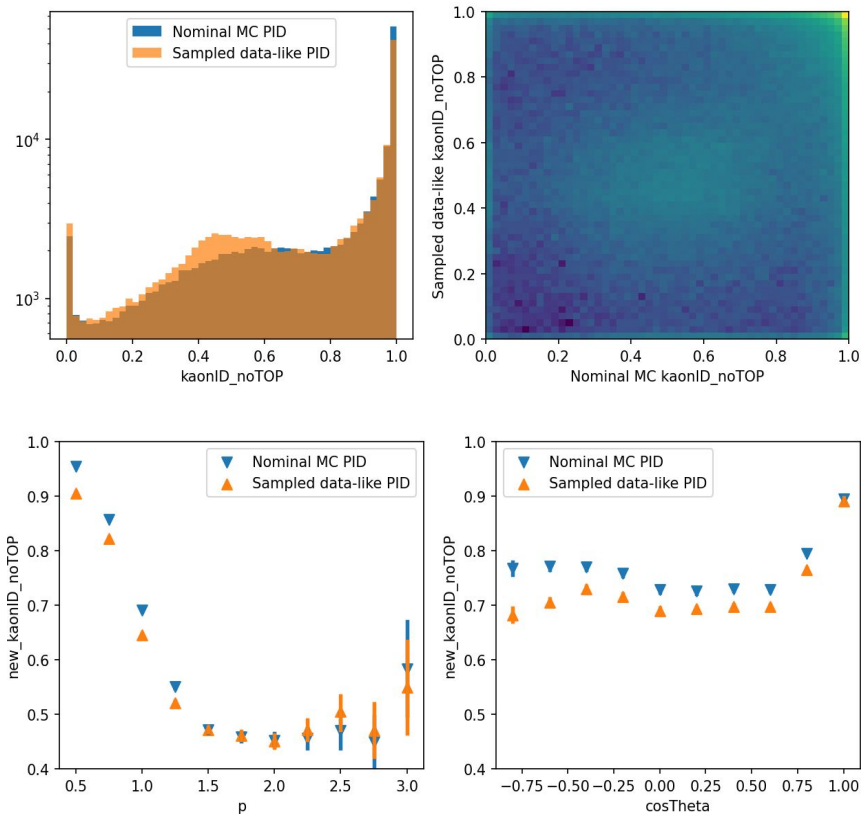 Nominal MC PID
Sampled data-like PID
10^4
10^3
0.0 0.2 0.4 0.6 0.8 1.0
kaonID_noTOP
Sampled data-like kaonID_noTOP
1.0
0.8
0.6
0.4
0.2
0.0
0.0 0.2 0.4 0.6 0.8 1.0
Nominal MC kaonID_noTOP
new_kaonID_noTOP
1.0
0.9
0.8
0.7
0.6
0.5
0.4
Nominal MC PID
Sampled data-like PID
0.5 1.0 1.5 2.0 2.5 3.0
p
new_kaonID_noTOP
1.0
0.9
0.8
0.7
0.6
0.5
0.4
Nominal MC PID
Sampled data-like PID
−0.75 −0.50 −0.25 0.00 0.25 0.50 0.75 1.00
cosTheta